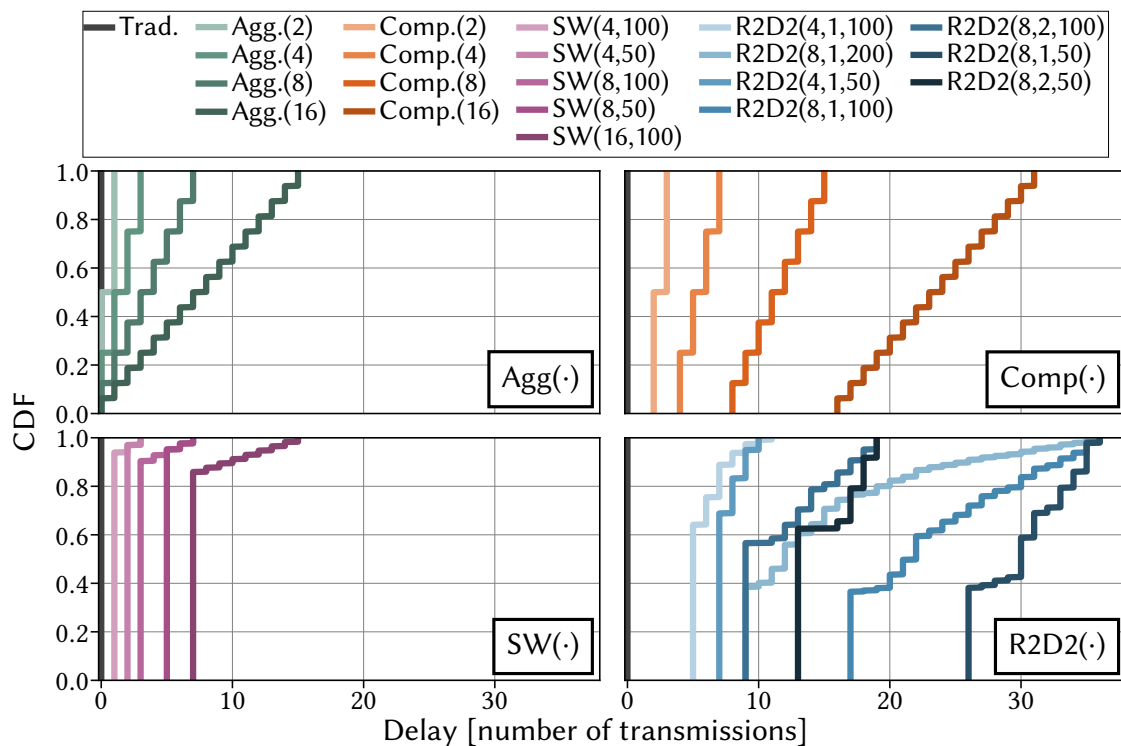 Trad. Agg.(2) Comp.(2) SW(4,100) R2D2(4,1,100) R2D2(8,2,100)
Agg.(4) Comp.(4) SW(4,50) R2D2(8,1,200) R2D2(8,1,50)
Agg.(8) Comp.(8) SW(8,100) R2D2(4,1,50) R2D2(8,2,50)
Agg.(16) Comp.(16) SW(8,50) R2D2(8,1,100)
SW(16,100)
1.0
0.8
0.6
0.4
0.2
0.0
Agg(·)
Comp(·)
CDF
1.0
0.8
0.6
0.4
0.2
0.0
SW(·)
R2D2(·)
0 10 20 30 0 10 20 30
Delay [number of transmissions]